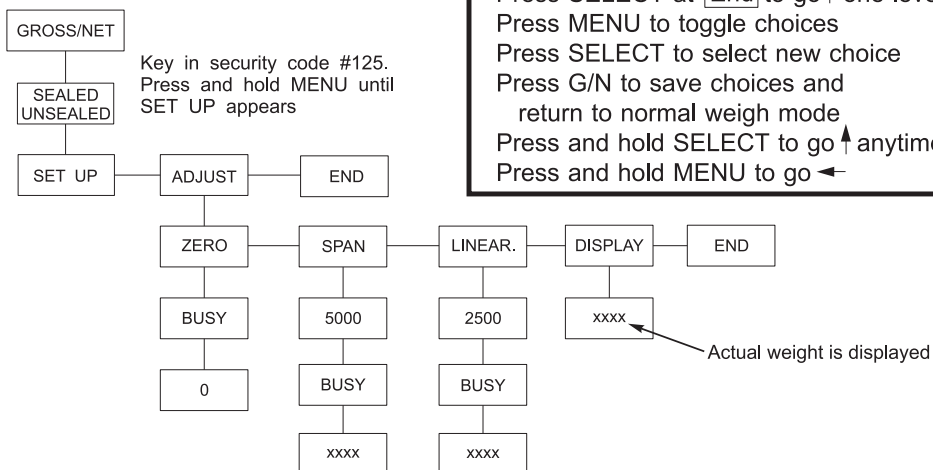 Press SELECT at End to go one leve
Press MENU to toggle choices
Press SELECT to select new choice
Press G/N to save choices and
return to normal weigh mode
Press and hold SELECT to go anytime
Press and hold MENU to go
GROSS/NET
Key in security code #125.
Press and hold MENU until
SET UP appears
SEALED
UNSEALED
SET UP
ADJUST
END
ZERO
SPAN
LINEAR.
DISPLAY
END
BUSY
5000
2500
xxxx
Actual weight is displayed
0
BUSY
BUSY
xxxx
xxxx